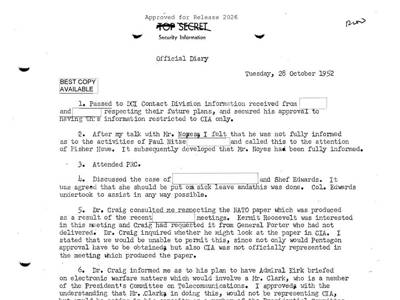 Approved for Release 2026
TOP SECRET
Security Information
Official Diary
Tuesday, 28 October 1952
BEST COPY
AVAILABLE
1. Passed to DCI Contact Division information received from
and respecting their future plans, and secured his approval to
having this information restricted to CIA only.
2. After my talk with Mr. Noyes, I felt that he was not fully informed
as to the activities of Paul Nitze and called this to the attention
of Fisher Howe. It subsequently developed that Mr. Noyes had been fully informed.
3. Attended PRC.
4. Discussed the case of and Shef Edwards. It
was agreed that she should be put on sick leave and this was done. Col. Edwards
undertook to assist in any way possible.
5. Dr. Craig consulted me respecting the NATO paper which was produced
as a result of the recent meetings. Kermit Roosevelt was interested
in this meeting and Craig had requested it from General Porter who had not
delivered. Dr. Craig inquired whether he might look at the paper in CIA. I
stated that we would be unable to permit this, since not only would Pentagon
approval have to be obtained, but also CIA was not officially represented in
the meeting which produced the paper.
6. Dr. Craig informed me as to his plan to have Admiral Kirk briefed
on electronic warfare matters which would involve a Mr. Clark, who is a member
of the President's Committee on Telecommunications. I approved with the
understanding that Mr. Clark, in doing this, would not be representing CIA,